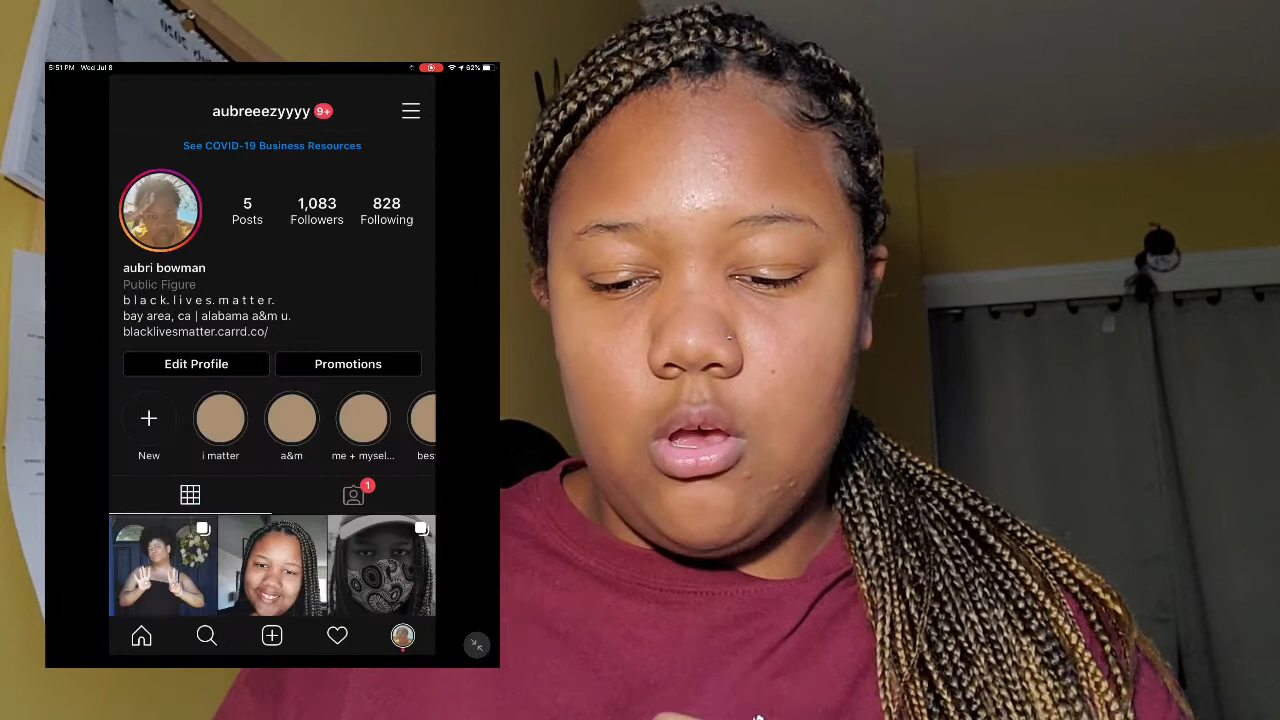 5:51 PM Wed Jul 8
62%
aubreeezyyyy 9+
See COVID-19 Business Resources
5 1,083 828
Posts Followers Following
aubri bowman
Public Figure
b l a c k. l i v e s. m a t t e r.
bay area, ca | alabama a&m u.
blacklivesmatter.carrd.co/
Edit Profile Promotions
New i matter a&m me + mysel... bes
1